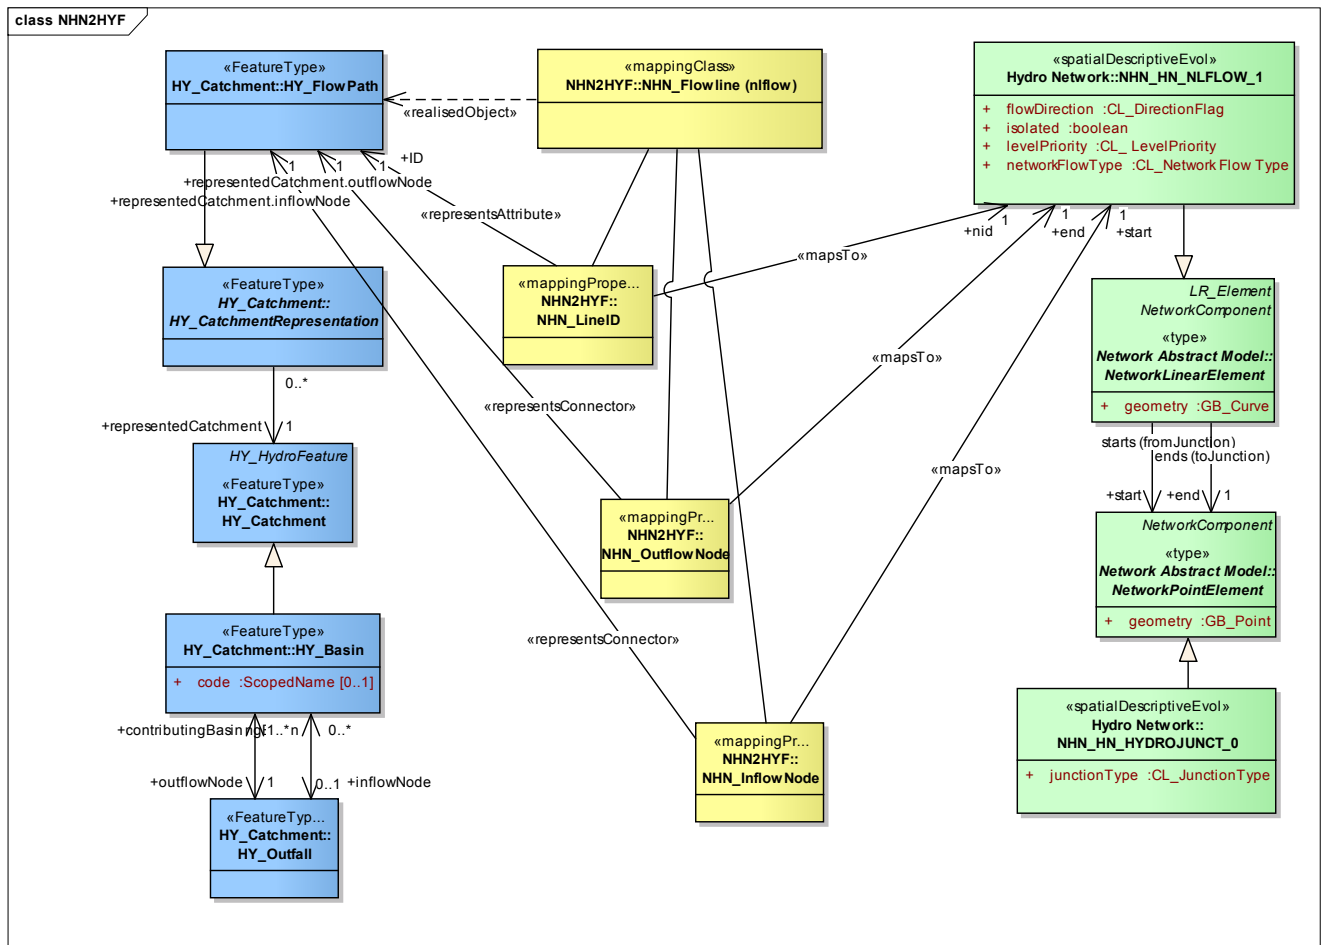 class NHN2HYF
«FeatureType»
HY_Catchment::HY_FlowPath
«mappingClass»
NHN2HYF::NHN_Flowline (nlflow)
«spatialDescriptiveEvol»
Hydro Network::NHN_HN_NLFLOW_1
+ flowDirection :CL_DirectionFlag
+ isolated :boolean
+ levelPriority :CL_ LevelPriority
+ networkFlowType :CL_Network Flow Type
«realisedObject»
1
1
1
+ID
+representedCatchment.outflowNode
+representedCatchment.inflowNode
«representsAttribute»
+nid
1
+end
1
+start
1
«mapsTo»
«FeatureType»
HY_Catchment::
HY_CatchmentRepresentation
«mappingPrope...
NHN2HYF::
NHN_LineID
LR_Element
NetworkComponent
«type»
Network Abstract Model::
NetworkLinearElement
+ geometry :GB_Curve
0..*
+representedCatchment
1
«mapsTo»
«representsConnector»
starts (fromJunction)
ends (toJunction)
+start
+end
1
HY_HydroFeature
«FeatureType»
HY_Catchment::
HY_Catchment
«mapsTo»
«mappingPr...
NHN2HYF::
NHN_OutflowNode
NetworkComponent
«type»
Network Abstract Model::
NetworkPointElement
+ geometry :GB_Point
«FeatureType»
HY_Catchment::HY_Basin
+ code :ScopedName [0..1]
«representsConnector»
+contributingBasin
1..*
0..*
+outflowNode
1
0..1
+inflowNode
«FeatureTyp...
HY_Catchment::
HY_Outfall
«mappingPr...
NHN2HYF::
NHN_InflowNode
«spatialDescriptiveEvol»
Hydro Network::
NHN_HN_HYDROJUNCT_0
+ junctionType :CL_JunctionType